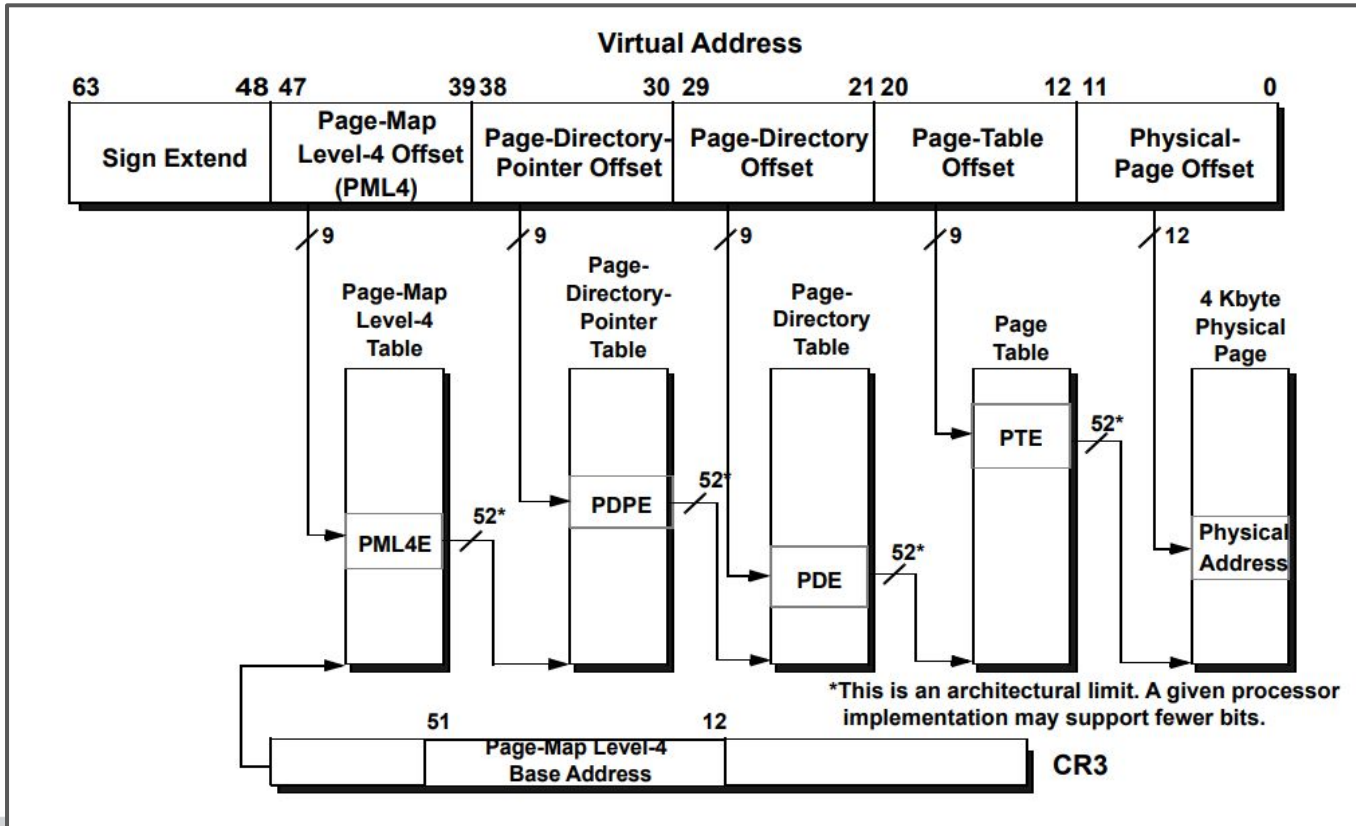 Virtual Address
63 48 47 39 38 30 29 21 20 12 11 0
Sign Extend
Page-Map
Level-4 Offset
(PML4)
Page-Directory-
Pointer Offset
Page-Directory
Offset
Page-Table
Offset
Physical-
Page Offset
9 9 9 9 12
Page-Map
Level-4
Table
Page-
Directory-
Pointer
Table
Page-
Directory
Table
Page
Table
4 Kbyte
Physical
Page
PML4E
52*
PDPE
52*
PDE
52*
PTE
52*
Physical
Address
*This is an architectural limit. A given processor
implementation may support fewer bits.
51 12
Page-Map Level-4
Base Address
CR3